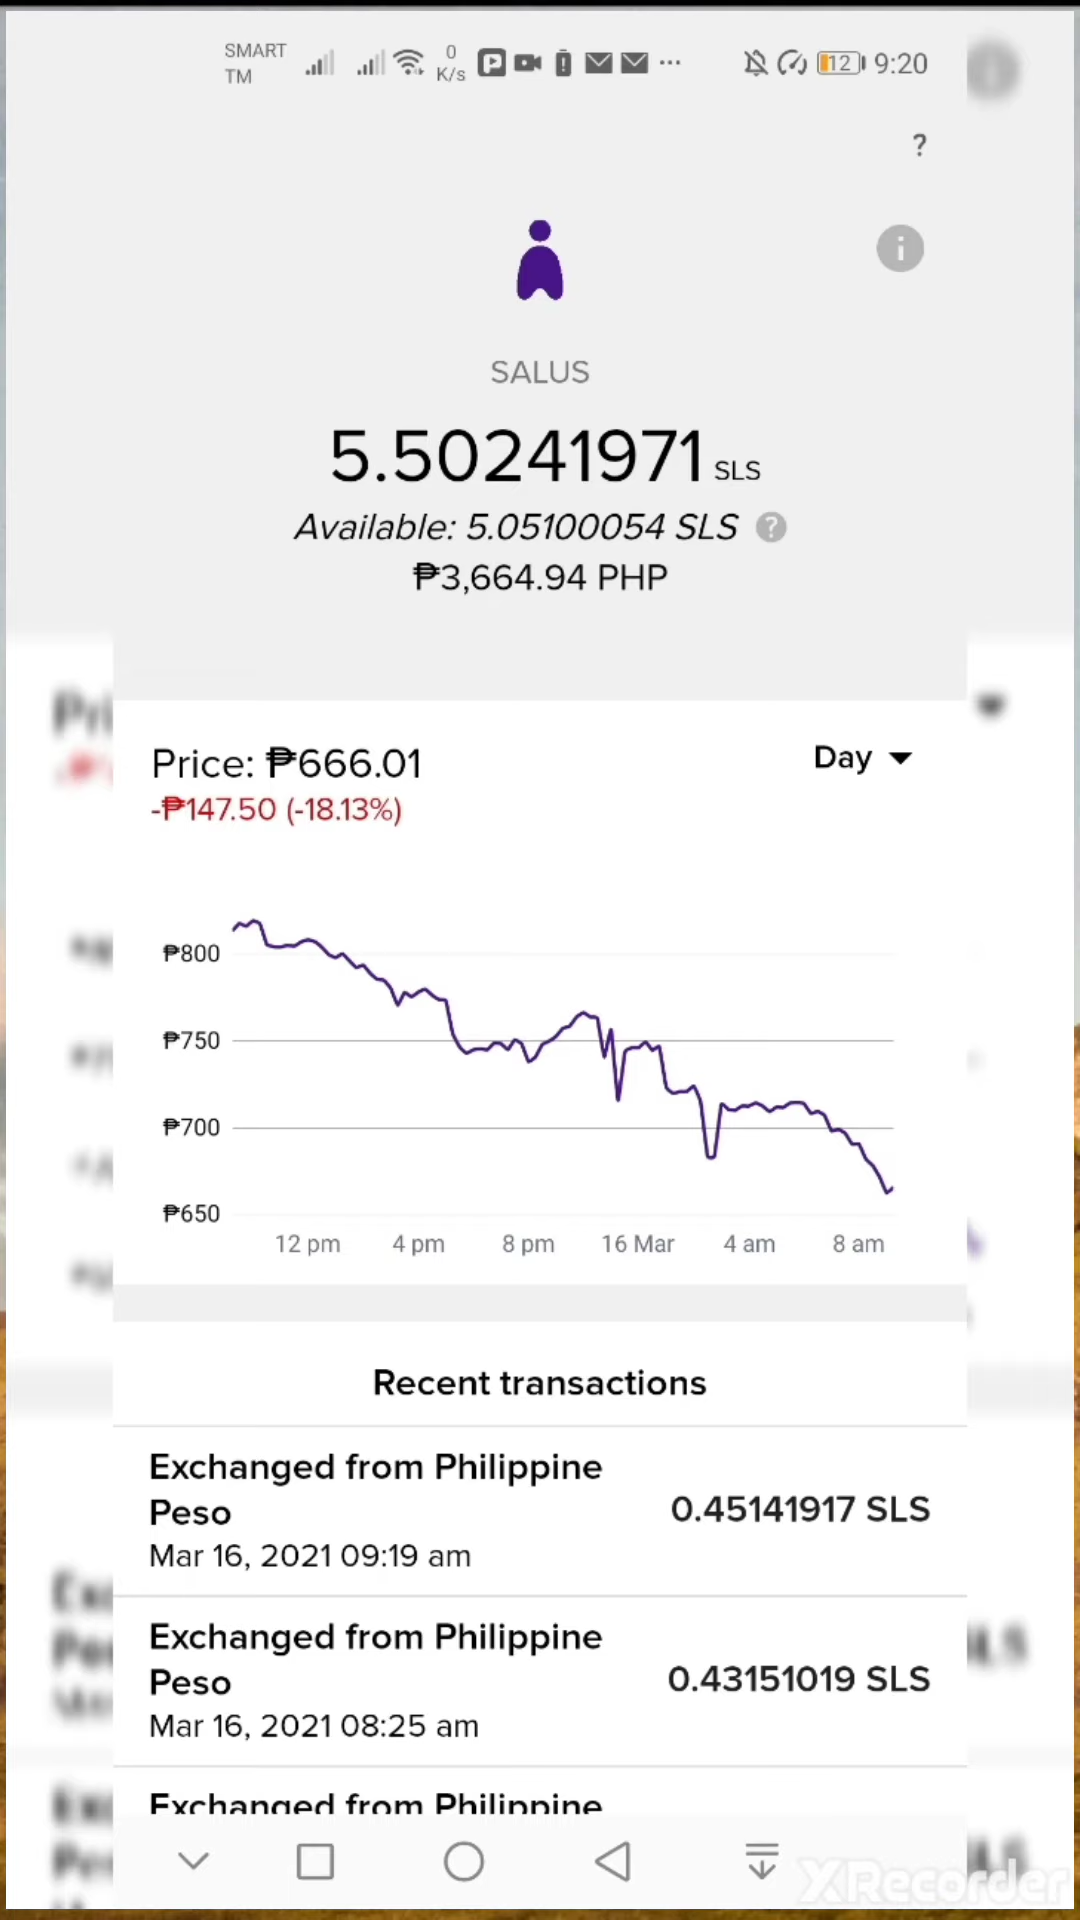 SMART
TM
0
K/s
12
9:20
?
i
SALUS
5.50241971 SLS
Available: 5.05100054 SLS ?
₱3,664.94 PHP
Price: ₱666.01
Day
-₱147.50 (-18.13%)
₱800
₱750
₱700
₱650
12 pm 4 pm 8 pm 16 Mar 4 am 8 am
Recent transactions
Exchanged from Philippine
Peso
0.45141917 SLS
Mar 16, 2021 09:19 am
Exchanged from Philippine
Peso
0.43151019 SLS
Mar 16, 2021 08:25 am
Exchanged from Philippine
XRecorder